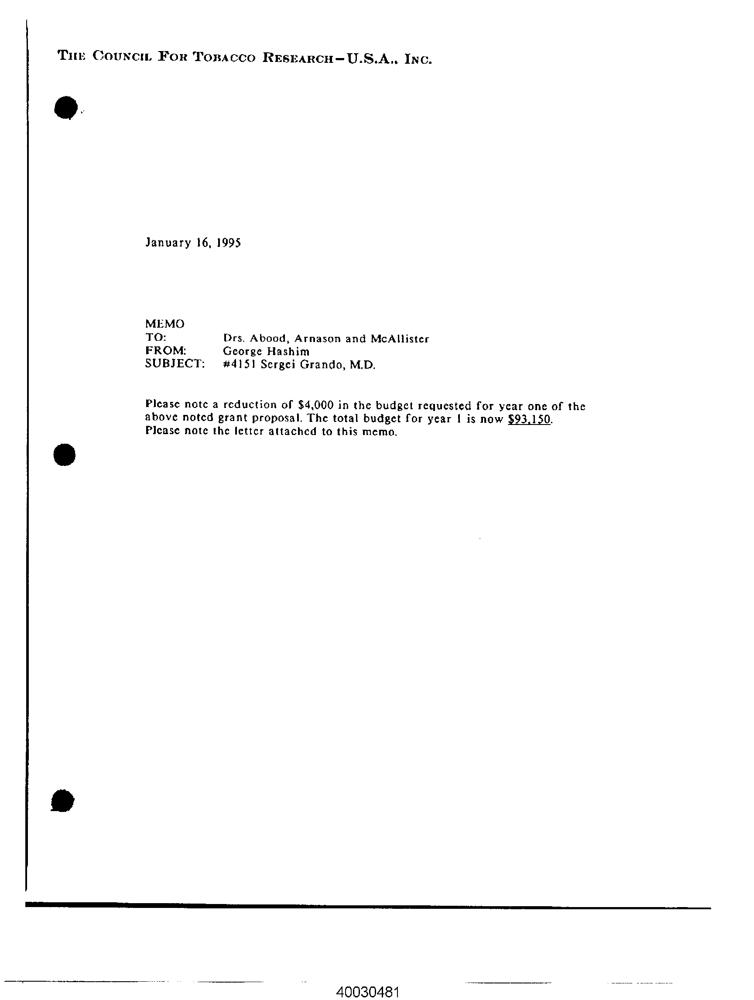 THE COUNCIL FOR TOBACCO RESEARCH–U.S.A., INC.
January 16, 1995
MEMO
TO: Drs. Abood, Arnason and McAllister
FROM: George Hashim
SUBJECT: #4151 Sergei Grando, M.D.
Please note a reduction of $4,000 in the budget requested for year one of the
above noted grant proposal. The total budget for year 1 is now $93,150.
Please note the letter attached to this memo.
40030481